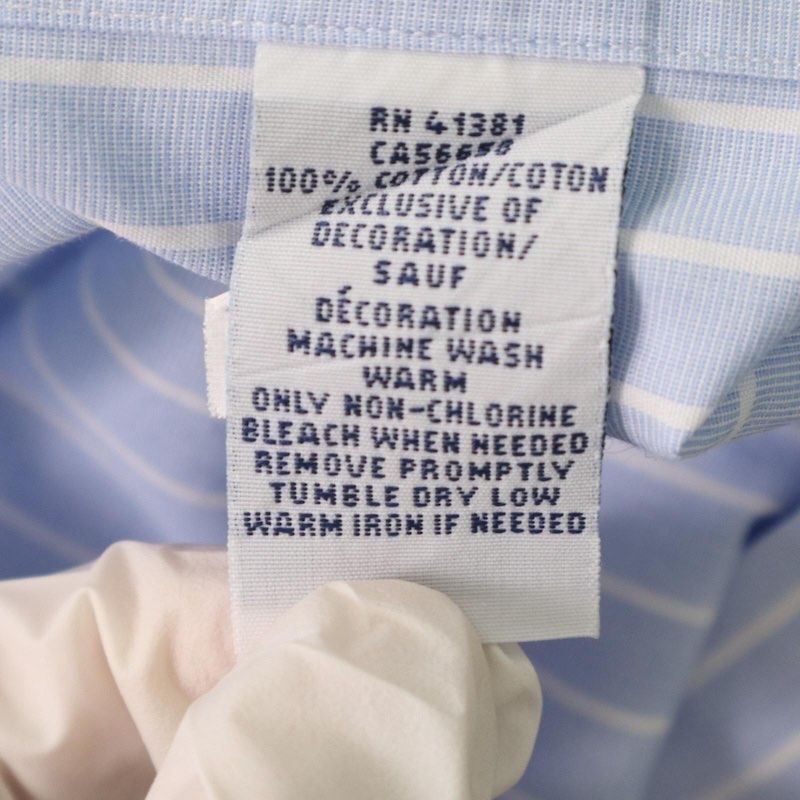 RN 41381
CA56658
100% COTTON/COTON
EXCLUSIVE OF
DECORATION/
SAUF
DÉCORATION
MACHINE WASH
WARM
ONLY NON-CHLORINE
BLEACH WHEN NEEDED
REMOVE PROMPTLY
TUMBLE DRY LOW
WARM IRON IF NEEDED